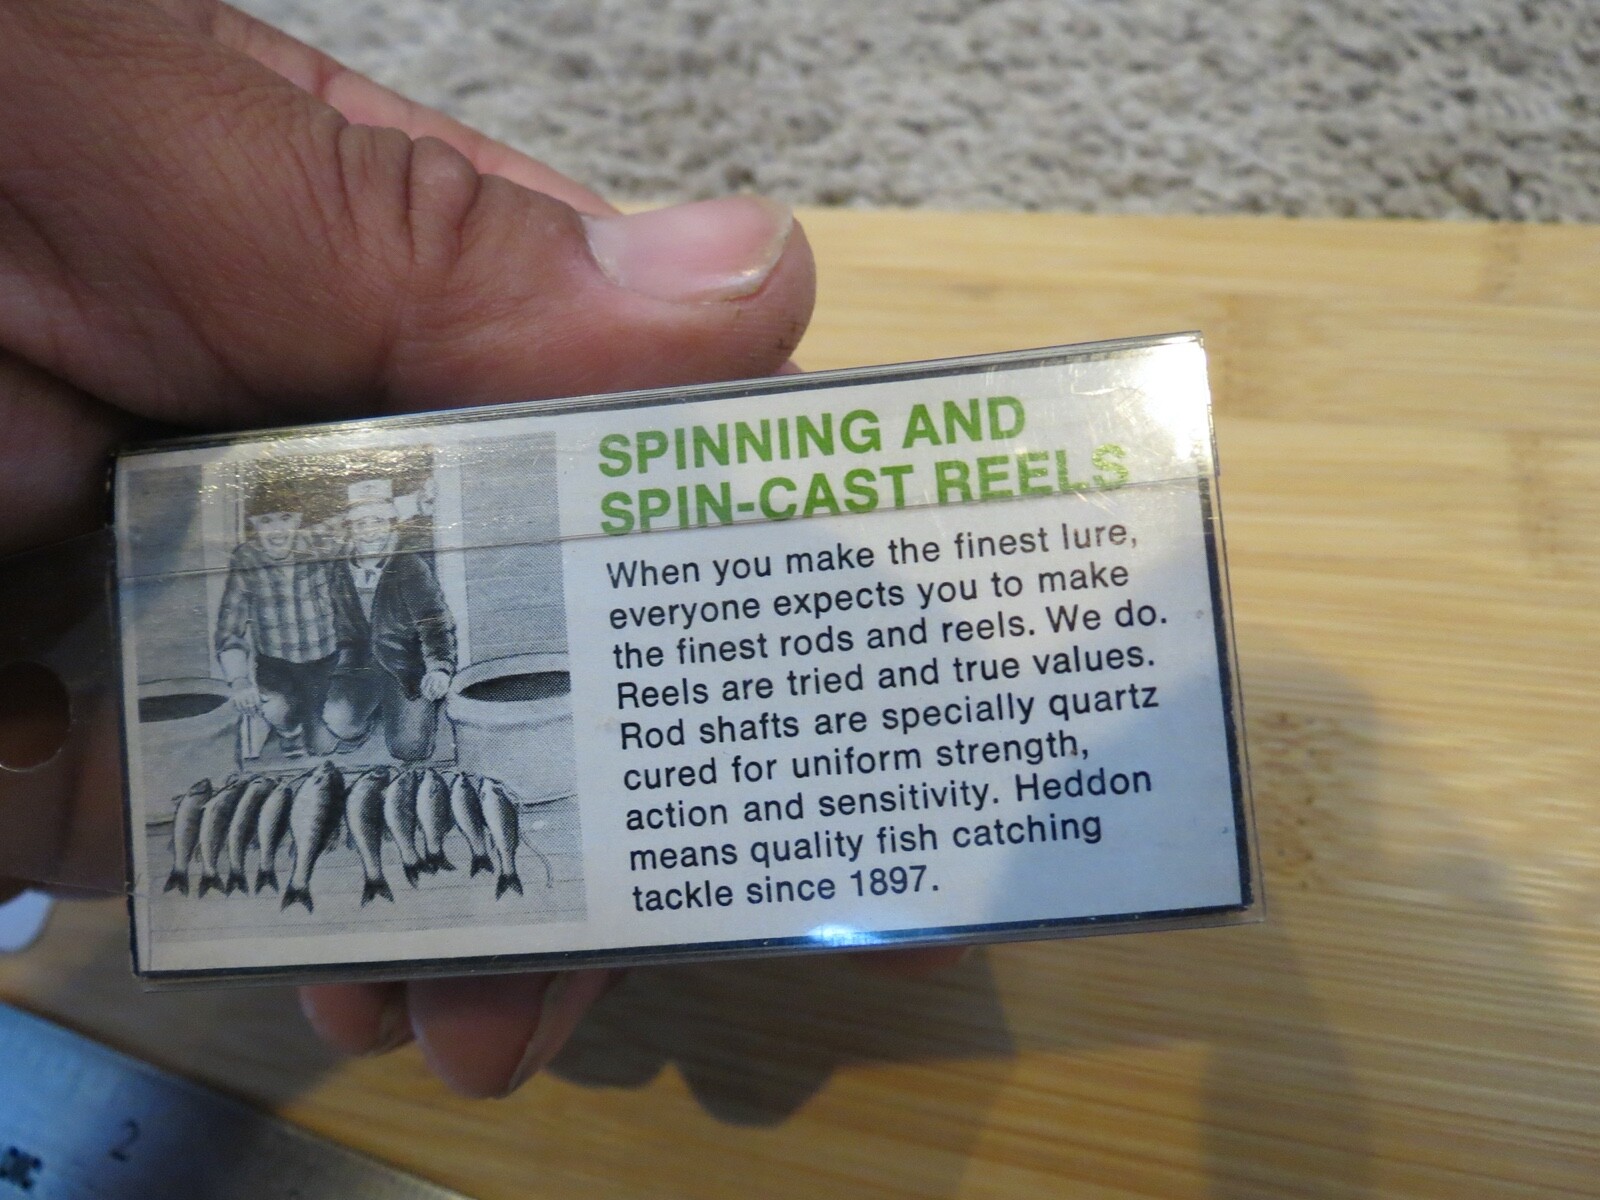 SPINNING AND
SPIN-CAST REELS
When you make the finest lure,
everyone expects you to make
the finest rods and reels. We do.
Reels are tried and true values.
Rod shafts are specially quartz
cured for uniform strength,
action and sensitivity. Heddon
means quality fish catching
tackle since 1897.
2